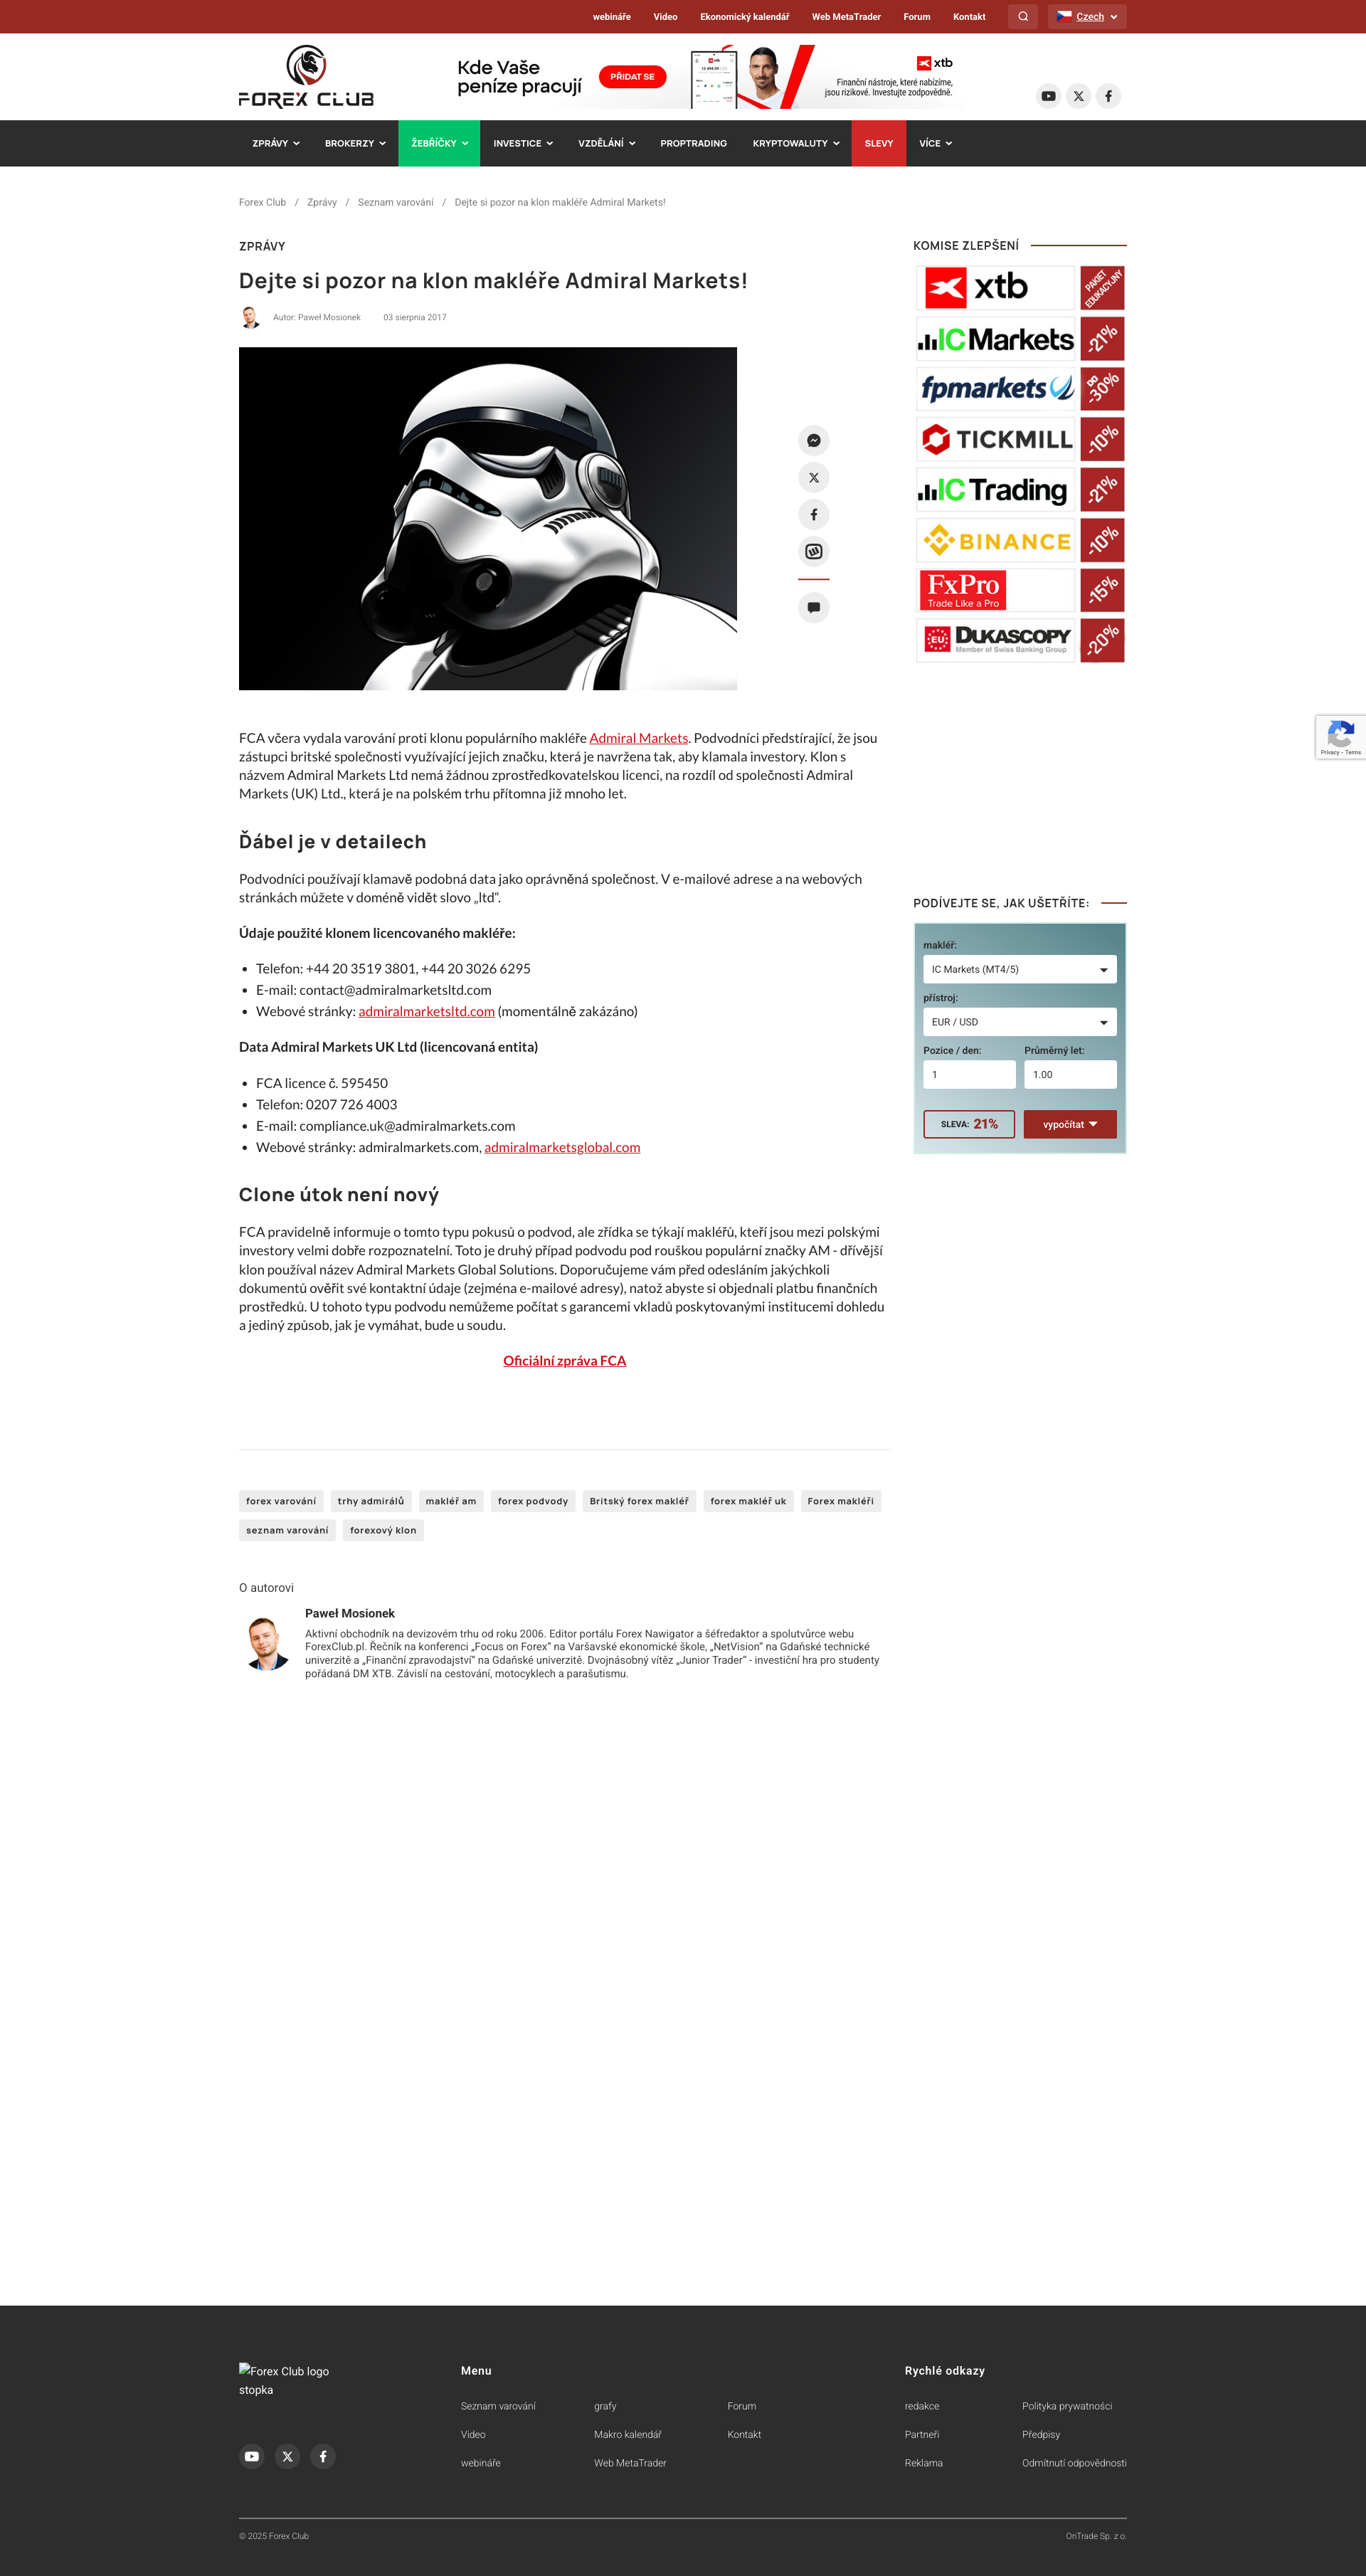 webináře Video Ekonomický kalendář Web MetaTrader Forum Kontakt Czech
FOREX CLUB
Kde Vaše
peníze pracují
PŘIDAT SE
xtb
Finanční nástroje, které nabízíme,
jsou rizikové. Investujte zodpovědně.
ZPRÁVY BROKERZY ŽEBŘÍČKY INVESTICE VZDĚLÁNÍ PROPTRADING KRYPTOWALUTY SLEVY VÍCE
Forex Club / Zprávy / Seznam varování / Dejte si pozor na klon makléře Admiral Markets!
ZPRÁVY
Dejte si pozor na klon makléře Admiral Markets!
Autor: Paweł Mosionek 03 sierpnia 2017
FCA včera vydala varování proti klonu populárního makléře Admiral Markets. Podvodníci předstírající, že jsou
zástupci britské společnosti využívající jejich značku, která je navržena tak, aby klamala investory. Klon s
názvem Admiral Markets Ltd nemá žádnou zprostředkovatelskou licenci, na rozdíl od společnosti Admiral
Markets (UK) Ltd., která je na polském trhu přítomna již mnoho let.
Ďábel je v detailech
Podvodníci používají klamavě podobná data jako oprávněná společnost. V e-mailové adrese a na webových
stránkách můžete v doméně vidět slovo „ltd“.
Údaje použité klonem licencovaného makléře:
• Telefon: +44 20 3519 3801, +44 20 3026 6295
• E-mail: contact@admiralmarketsltd.com
• Webové stránky: admiralmarketsltd.com (momentálně zakázáno)
Data Admiral Markets UK Ltd (licencovaná entita)
• FCA licence č. 595450
• Telefon: 0207 726 4003
• E-mail: compliance.uk@admiralmarkets.com
• Webové stránky: admiralmarkets.com, admiralmarketsglobal.com
Clone útok není nový
FCA pravidelně informuje o tomto typu pokusů o podvod, ale zřídka se týkají makléřů, kteří jsou mezi polskými
investory velmi dobře rozpoznatelní. Toto je druhý případ podvodu pod rouškou populární značky AM - dřívější
klon používal název Admiral Markets Global Solutions. Doporučujeme vám před odesláním jakýchkoli
dokumentů ověřit své kontaktní údaje (zejména e-mailové adresy), natož abyste si objednali platbu finančních
prostředků. U tohoto typu podvodu nemůžeme počítat s garancemi vkladů poskytovanými institucemi dohledu
a jediný způsob, jak je vymáhat, bude u soudu.
Oficiální zpráva FCA
forex varování trhy admirálů makléř am forex podvody Britský forex makléř forex makléř uk Forex makléři
seznam varování forexový klon
O autorovi
Paweł Mosionek
Aktivní obchodník na devizovém trhu od roku 2006. Editor portálu Forex Nawigator a šéfredaktor a spolutvůrce webu
ForexClub.pl. Řečník na konferenci „Focus on Forex“ na Varšavské ekonomické škole, „NetVision“ na Gdaňské technické
univerzitě a „Finanční zpravodajství“ na Gdaňské univerzitě. Dvojnásobný vítěz „Junior Trader“ - investiční hra pro studenty
pořádaná DM XTB. Závislí na cestování, motocyklech a parašutismu.
KOMISE ZLEPŠENÍ
xtb PAKIET EDUKACYJNY
IC Markets -21%
fpmarkets DO -30%
TICKMILL -10%
IC Trading -21%
BINANCE -10%
FxPro Trade Like a Pro -15%
EU DUKASCOPY Member of Swiss Banking Group -20%
Privacy - Terms
PODÍVEJTE SE, JAK UŠETŘÍTE:
makléř:
IC Markets (MT4/5)
přístroj:
EUR / USD
Pozice / den: Průměrný let:
1 1.00
SLEVA: 21% vypočítat
Forex Club logo
stopka
Menu
Seznam varování grafy Forum
Video Makro kalendář Kontakt
webináře Web MetaTrader
Rychlé odkazy
redakce Polityka prywatności
Partneři Předpisy
Reklama Odmítnutí odpovědnosti
© 2025 Forex Club OnTrade Sp. z o.